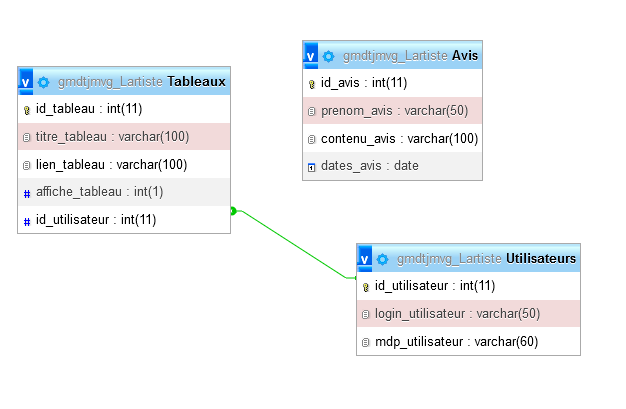 v gmdtjmvg_Lartiste Tableaux
id_tableau : int(11)
titre_tableau : varchar(100)
lien_tableau : varchar(100)
# affiche_tableau : int(1)
# id_utilisateur : int(11)
v gmdtjmvg_Lartiste Avis
id_avis : int(11)
prenom_avis : varchar(50)
contenu_avis : varchar(100)
dates_avis : date
v gmdtjmvg_Lartiste Utilisateurs
id_utilisateur : int(11)
login_utilisateur : varchar(50)
mdp_utilisateur : varchar(60)